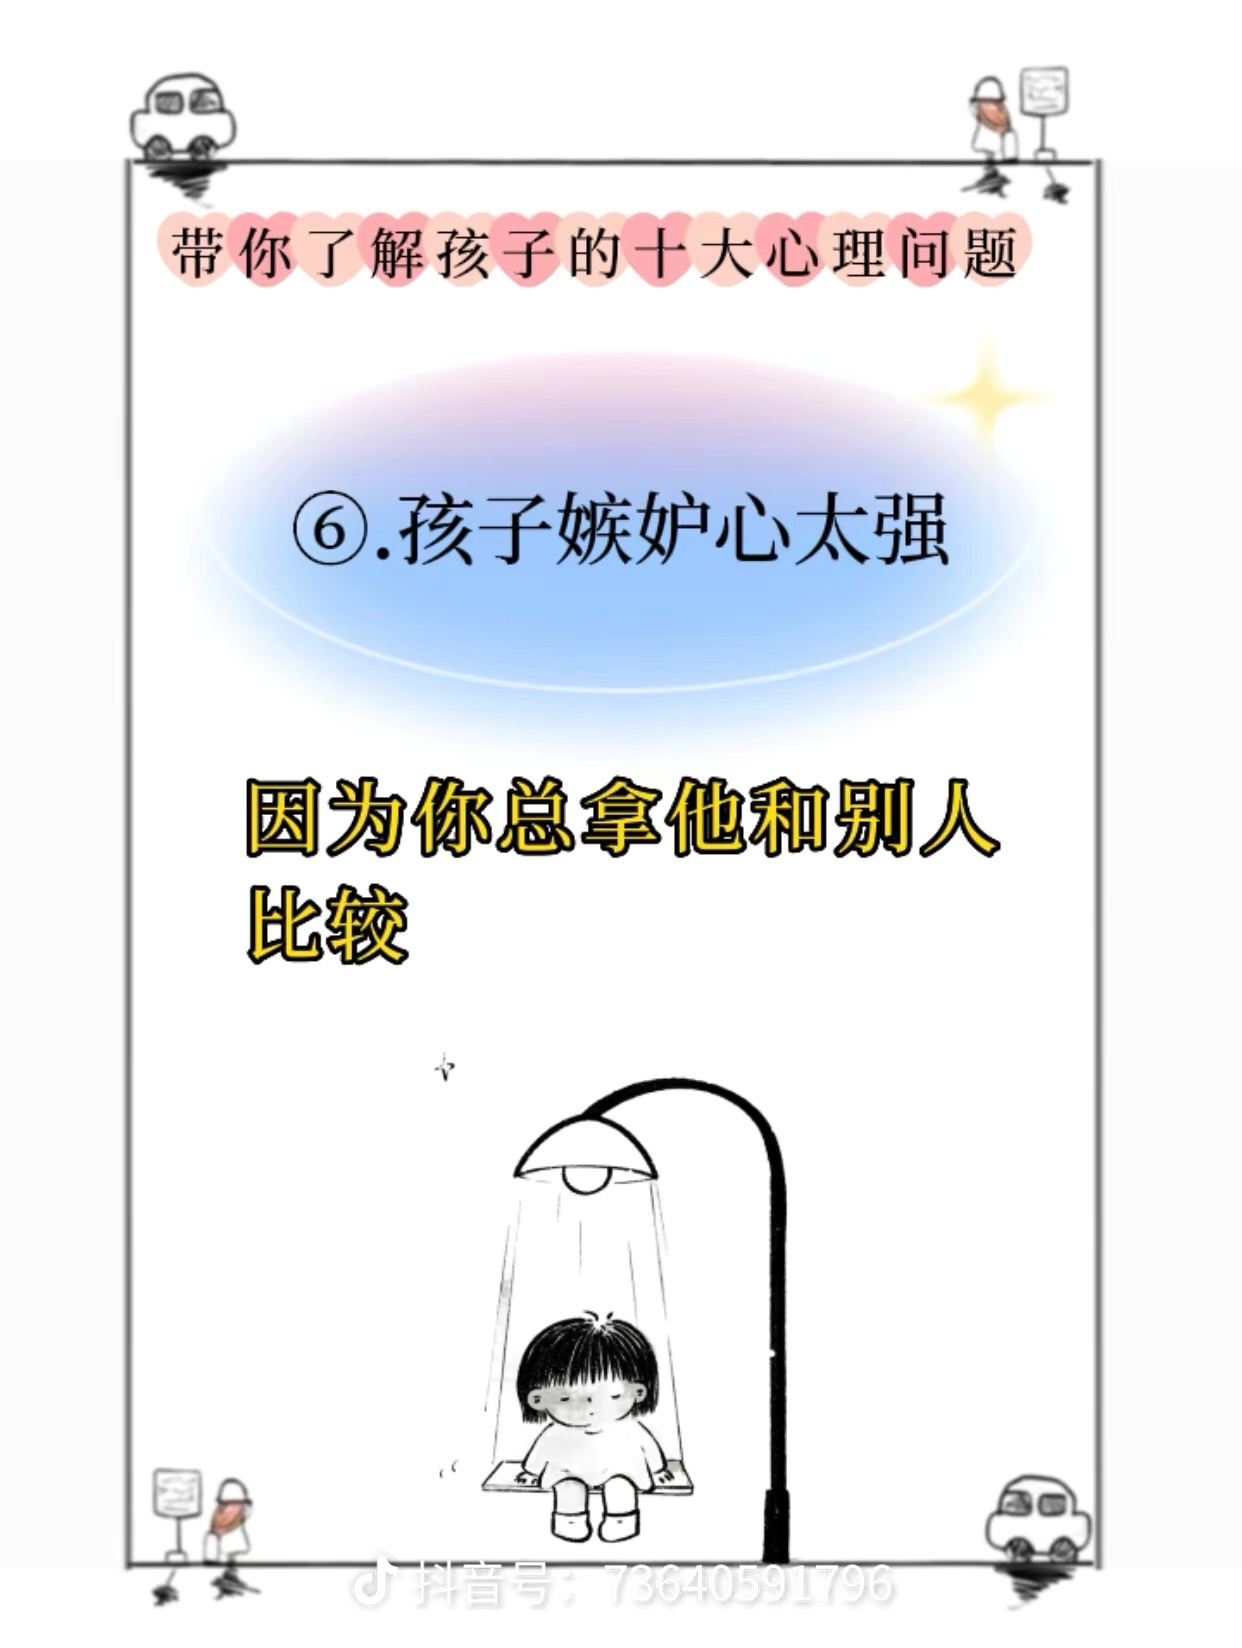 带你了解孩子的十大心理问题
⑥.孩子嫉妒心太强
因为你总拿他和别人
比较
抖音号：73640591796